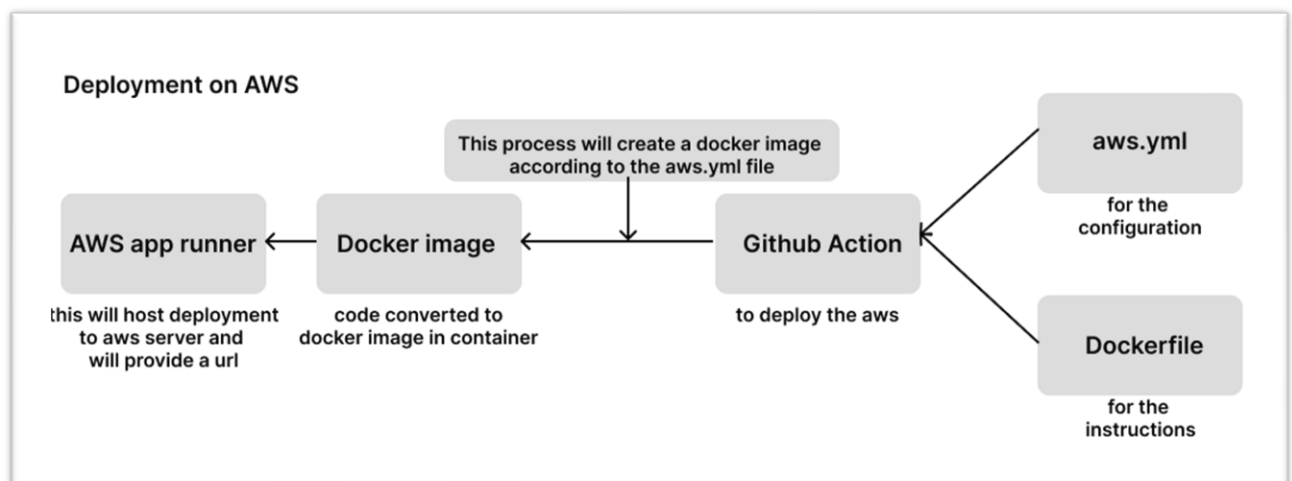 Deployment on AWS
This process will create a docker image
according to the aws.yml file
aws.yml
for the
configuration
AWS app runner
Docker image
Github Action
this will host deployment
to aws server and
will provide a url
code converted to
docker image in container
to deploy the aws
Dockerfile
for the
instructions